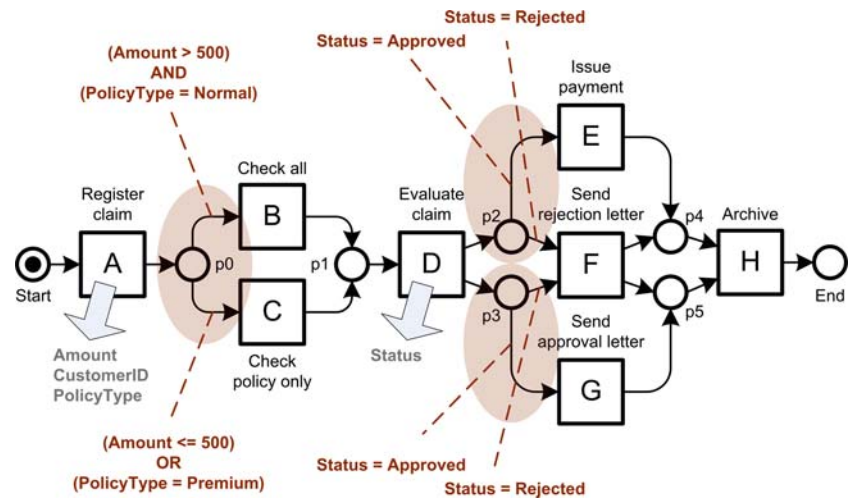 Status = Rejected
Status = Approved
(Amount > 500)
AND
(PolicyType = Normal)
Issue
payment
E
Check all
B
Register
claim
A
Start
p0
p1
Evaluate
claim
D
p2
Send
rejection letter
F
p4
Archive
H
End
C
Check
policy only
p3
p5
Send
approval letter
G
Amount
CustomerID
PolicyType
Status
(Amount <= 500)
OR
(PolicyType = Premium)
Status = Approved
Status = Rejected